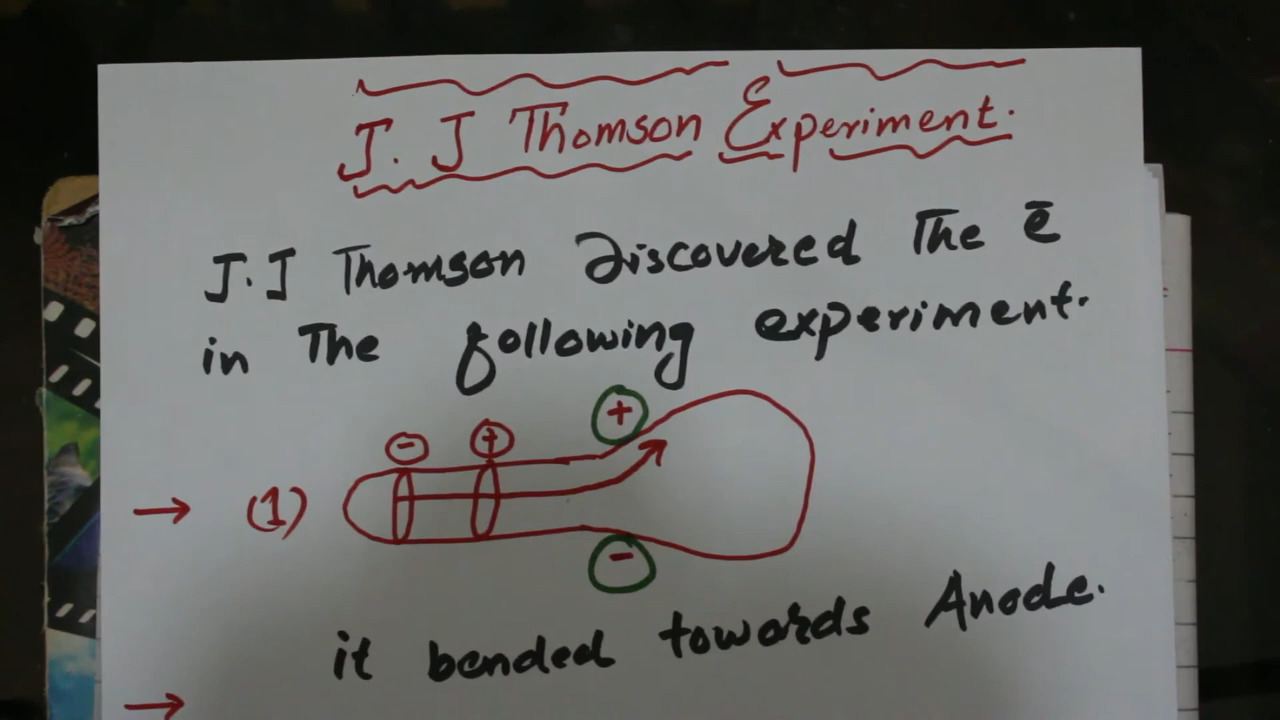 J. J Thomson Experiment.
J. J Thomson Discovered The ē
in The following experiment.
- + +
→ (1)
-
it bended towards Anode.
→